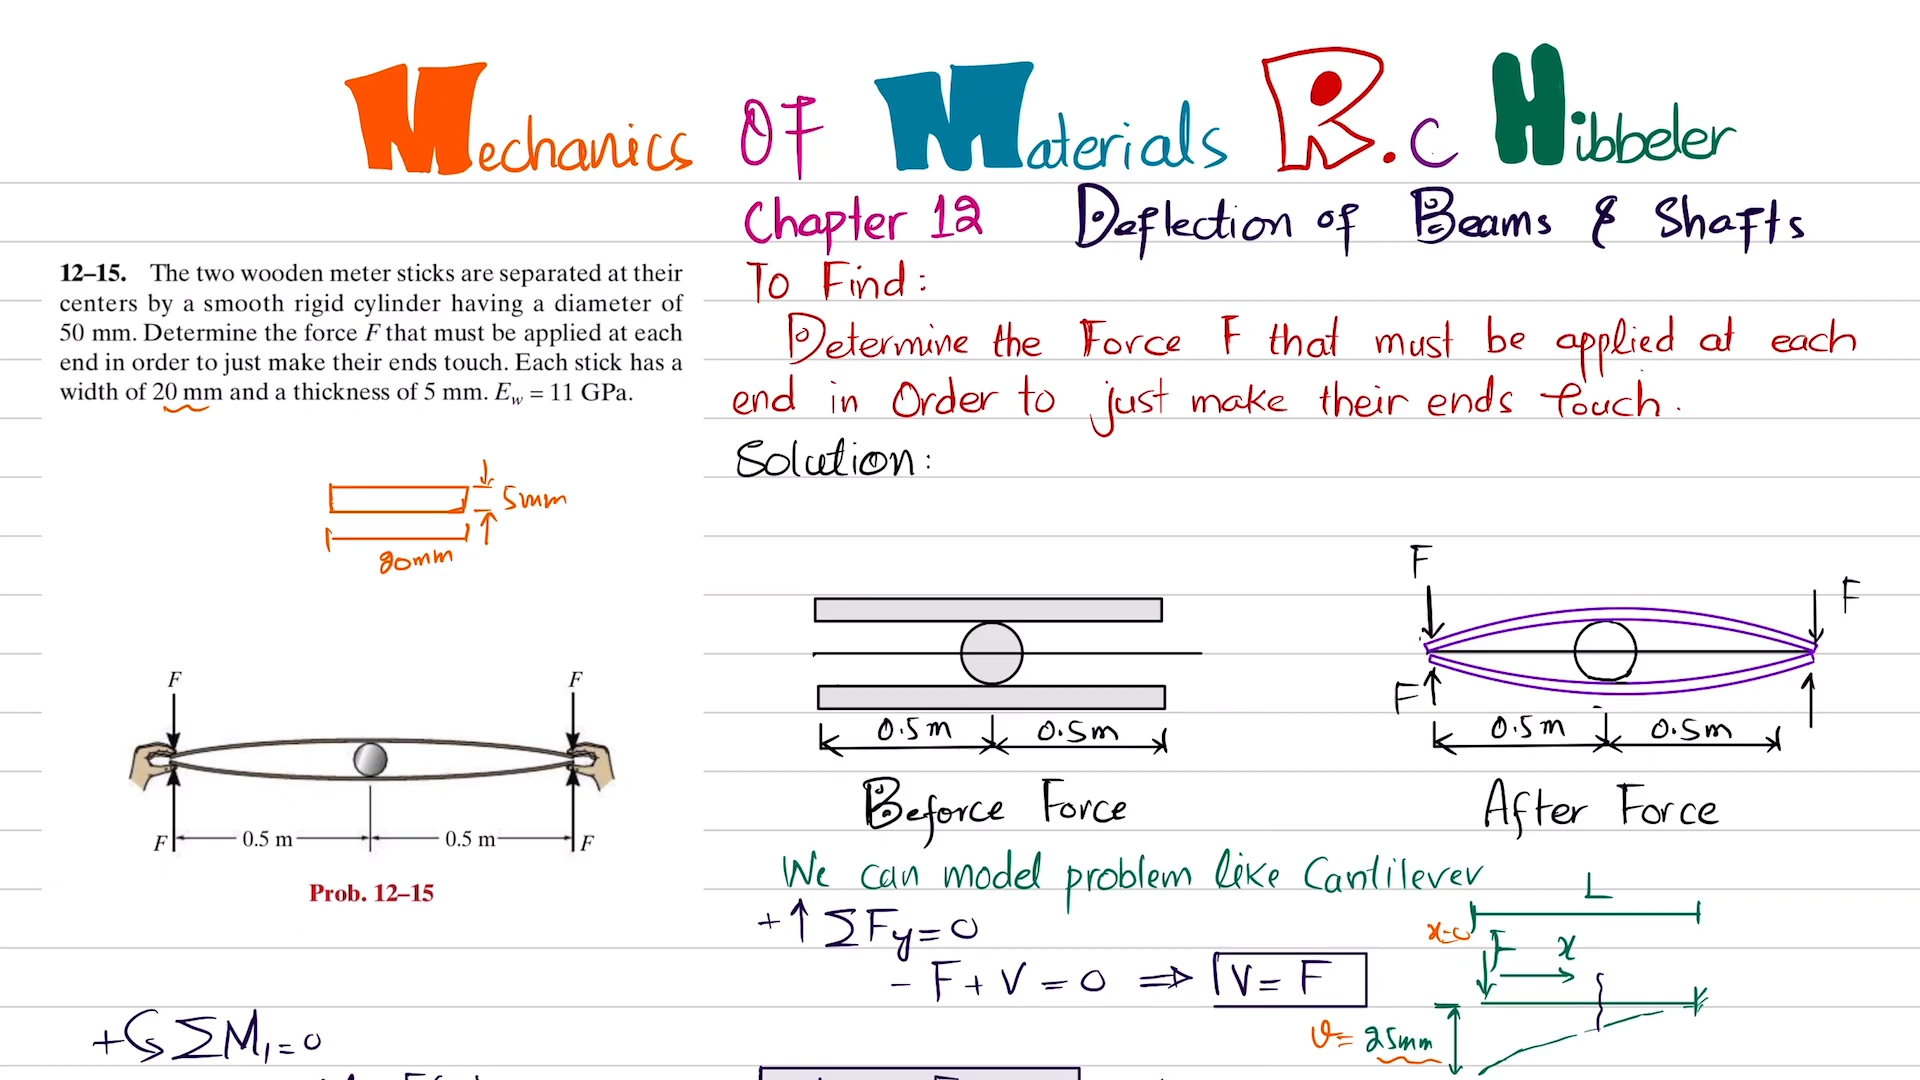 Mechanics OF Materials R.C Hibbeler
Chapter 12 Deflection of Beams & Shafts
12–15. The two wooden meter sticks are separated at their
centers by a smooth rigid cylinder having a diameter of
50 mm. Determine the force F that must be applied at each
end in order to just make their ends touch. Each stick has a
width of 20 mm and a thickness of 5 mm. E_w = 11 GPa.
5mm
20mm
F F
F 0.5 m 0.5 m F
Prob. 12–15
To Find:
Determine the Force F that must be applied at each
end in Order to just make their ends touch.
Solution:
0.5m 0.5m
Beforce Force
F F
F
0.5m 0.5m
After Force
We can model problem like Cantilever
+↑ ΣFy=0
- F + V = 0 ⇒ V = F
L
x=0
F x
v= 25mm
+↺ ΣM₁=0